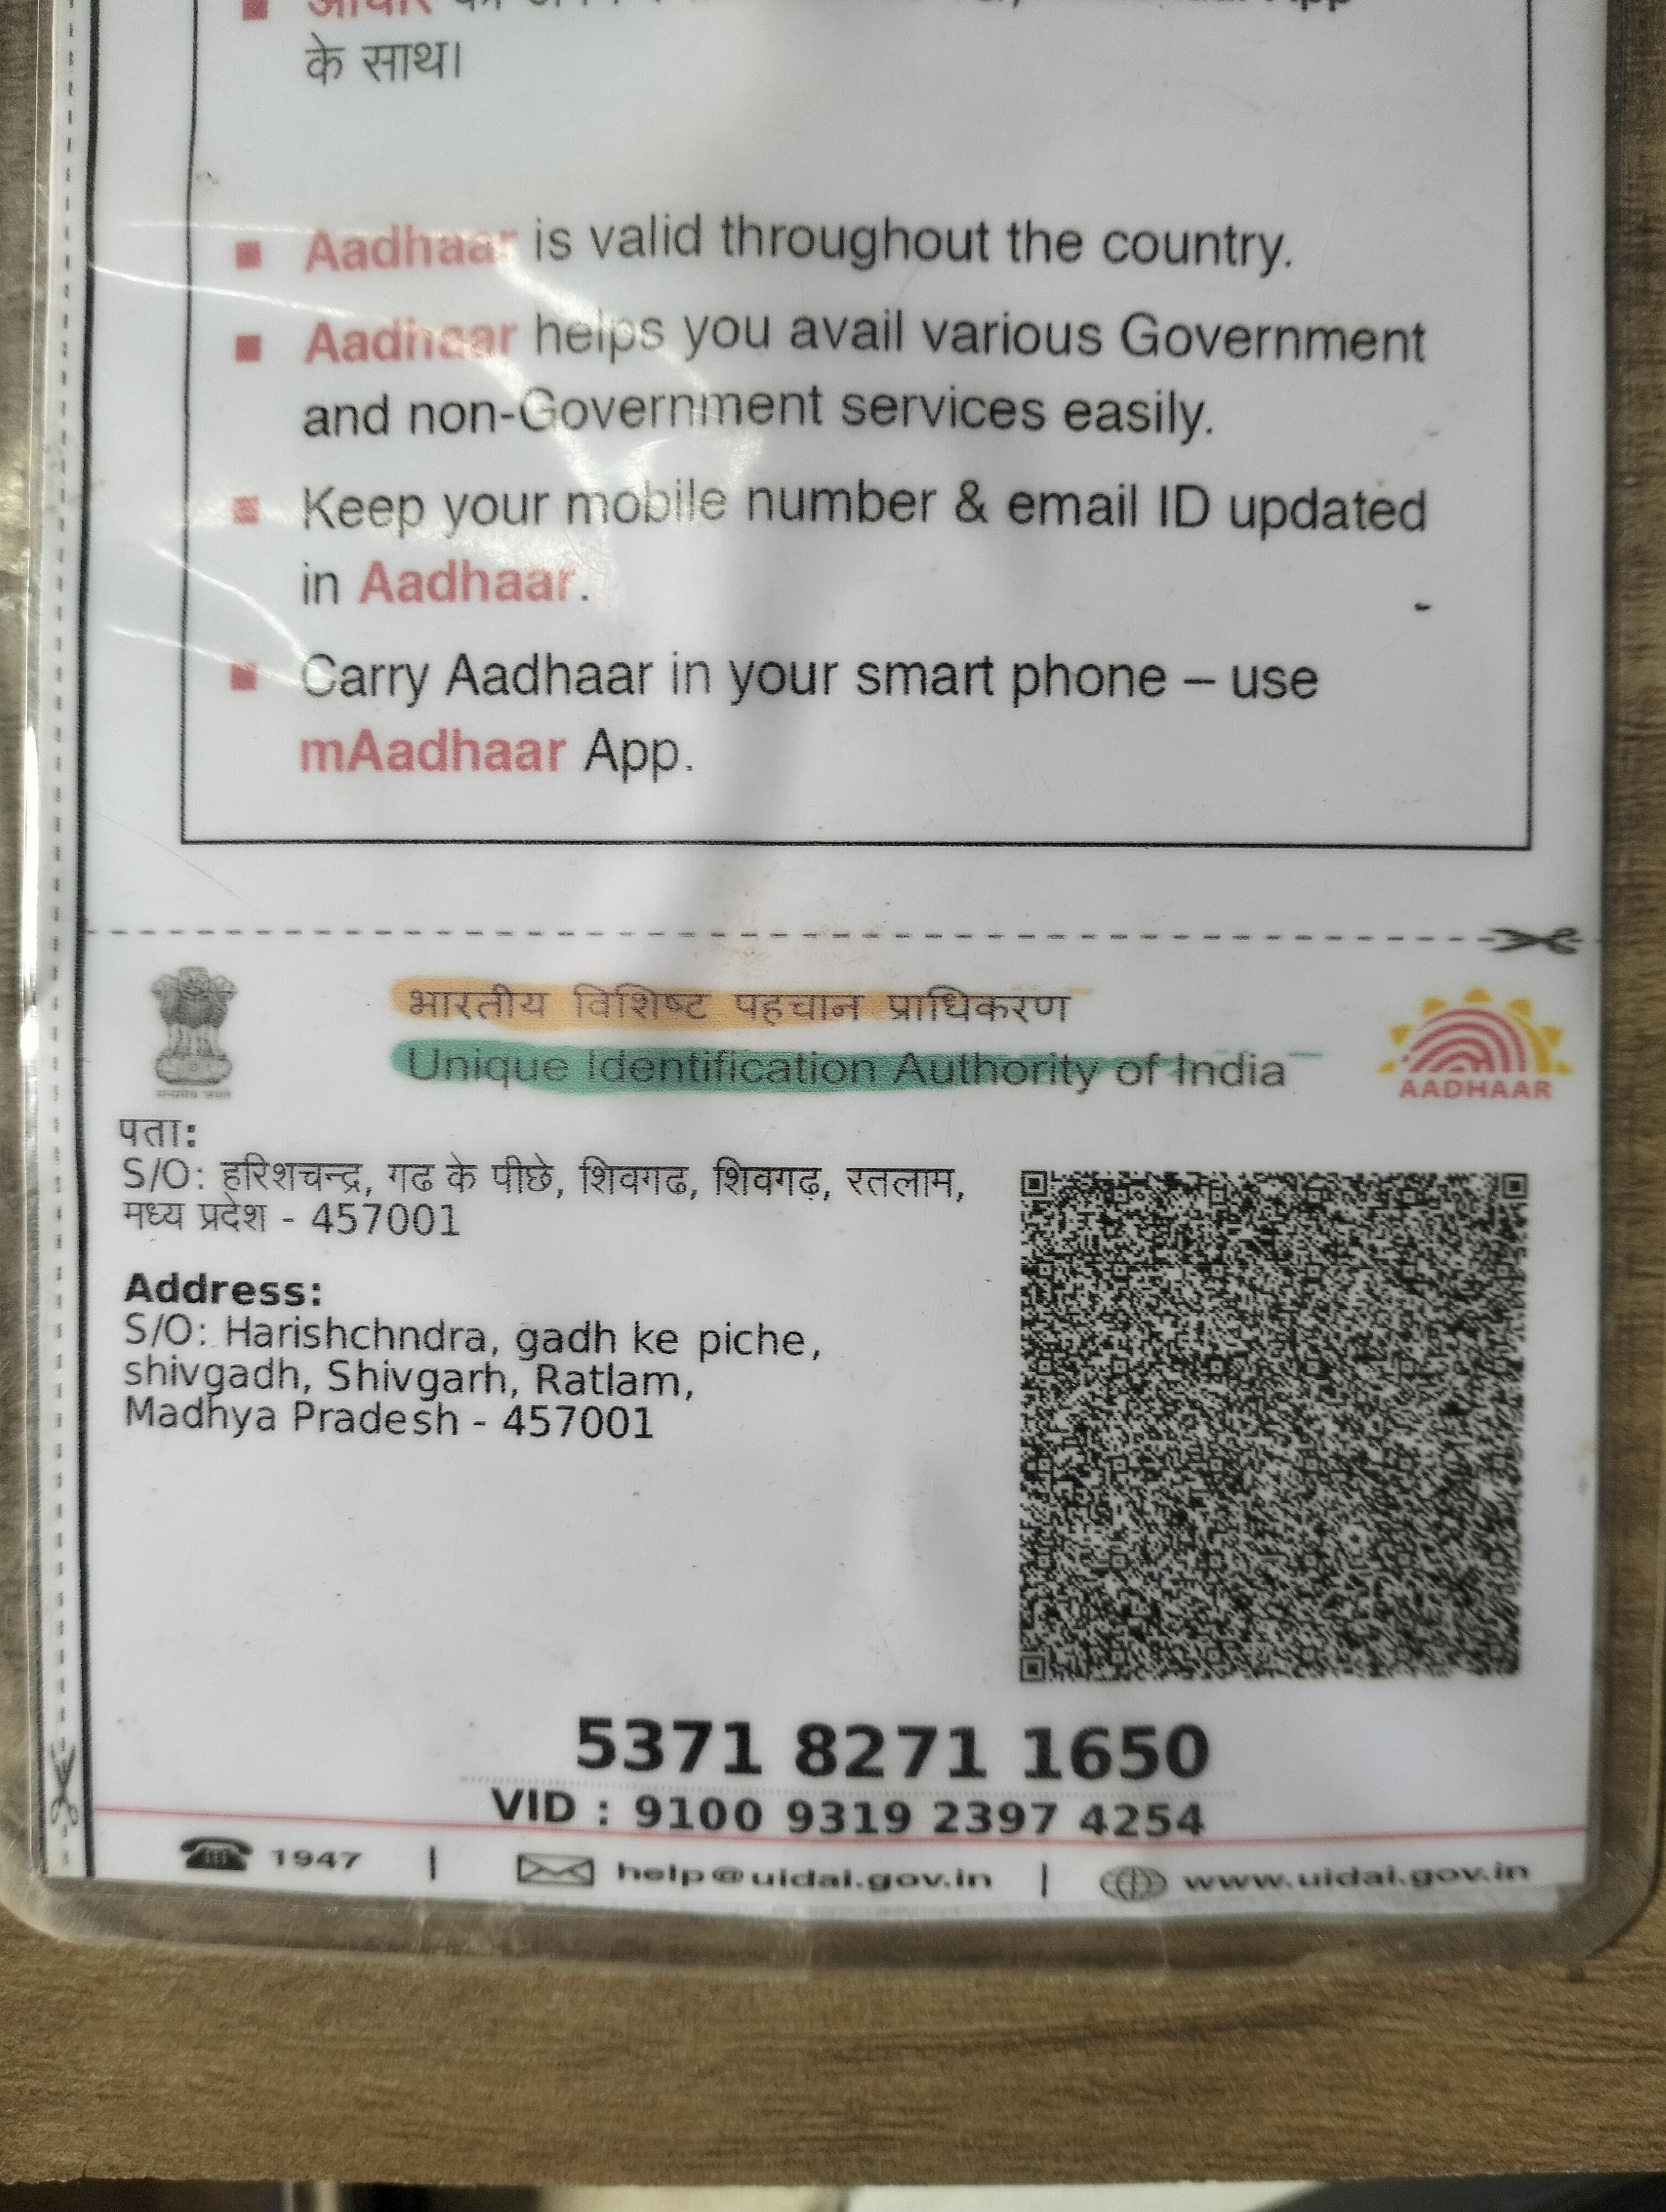 के साथ।
Aadhaar is valid throughout the country.
Aadhaar helps you avail various Government
and non-Government services easily.
Keep your mobile number & email ID updated
in Aadhaar.
Carry Aadhaar in your smart phone – use
mAadhaar App.
भारतीय विशिष्ट पहचान प्राधिकरण
Unique Identification Authority of India
AADHAAR
पता:
S/O: हरिशचन्द्र, गढ के पीछे, शिवगढ, शिवगढ़, रतलाम,
मध्य प्रदेश - 457001
Address:
S/O: Harishchndra, gadh ke piche,
shivgadh, Shivgarh, Ratlam,
Madhya Pradesh - 457001
5371 8271 1650
VID : 9100 9319 2397 4254
1947 | help@uidai.gov.in | www.uidai.gov.in